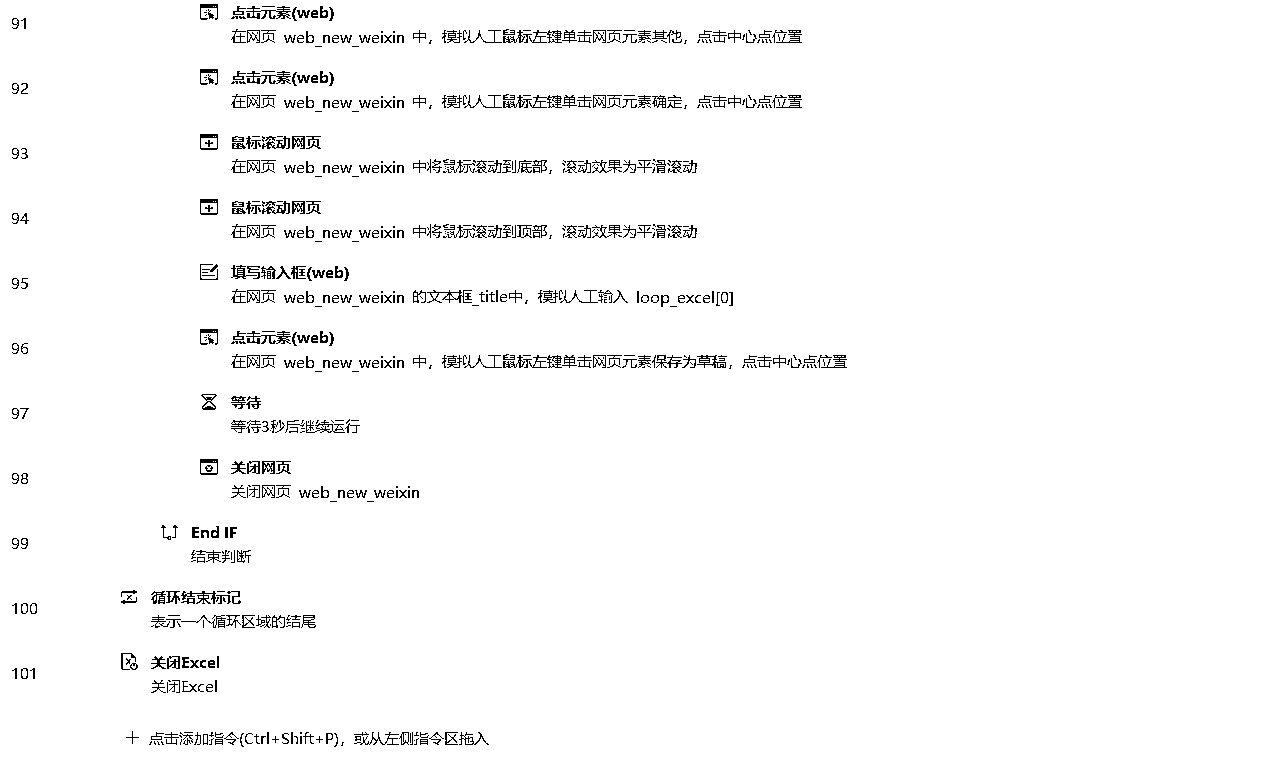 91 点击元素(web)
在网页 web_new_weixin 中，模拟人工鼠标左键单击网页元素其他，点击中心点位置
92 点击元素(web)
在网页 web_new_weixin 中，模拟人工鼠标左键单击网页元素确定，点击中心点位置
93 鼠标滚动网页
在网页 web_new_weixin 中将鼠标滚动到底部，滚动效果为平滑滚动
94 鼠标滚动网页
在网页 web_new_weixin 中将鼠标滚动到顶部，滚动效果为平滑滚动
95 填写输入框(web)
在网页 web_new_weixin 的文本框_title中，模拟人工输入 loop_excel[0]
96 点击元素(web)
在网页 web_new_weixin 中，模拟人工鼠标左键单击网页元素保存为草稿，点击中心点位置
97 等待
等待3秒后继续运行
98 关闭网页
关闭网页 web_new_weixin
99 End IF
结束判断
100 循环结束标记
表示一个循环区域的结尾
101 关闭Excel
关闭Excel
点击添加指令(Ctrl+Shift+P)，或从左侧指令区拖入